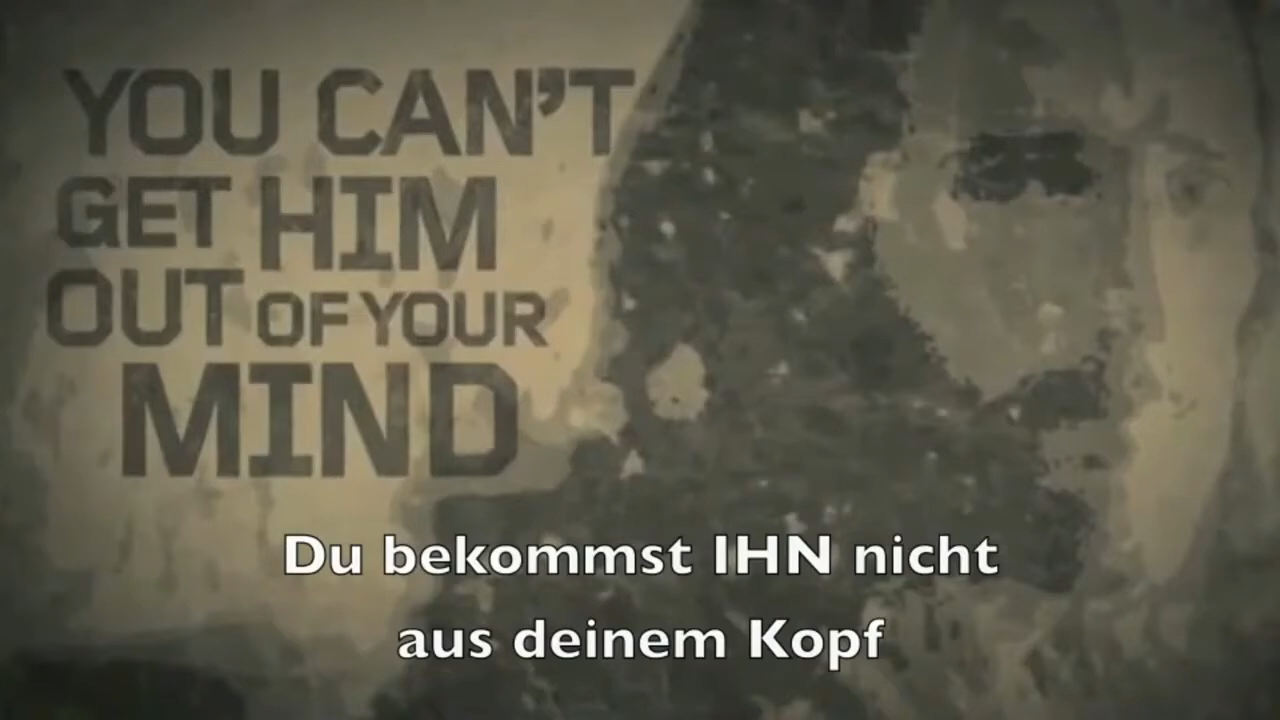 YOU CAN'T
GET HIM
OUT OF YOUR
MIND
Du bekommst IHN nicht
aus deinem Kopf